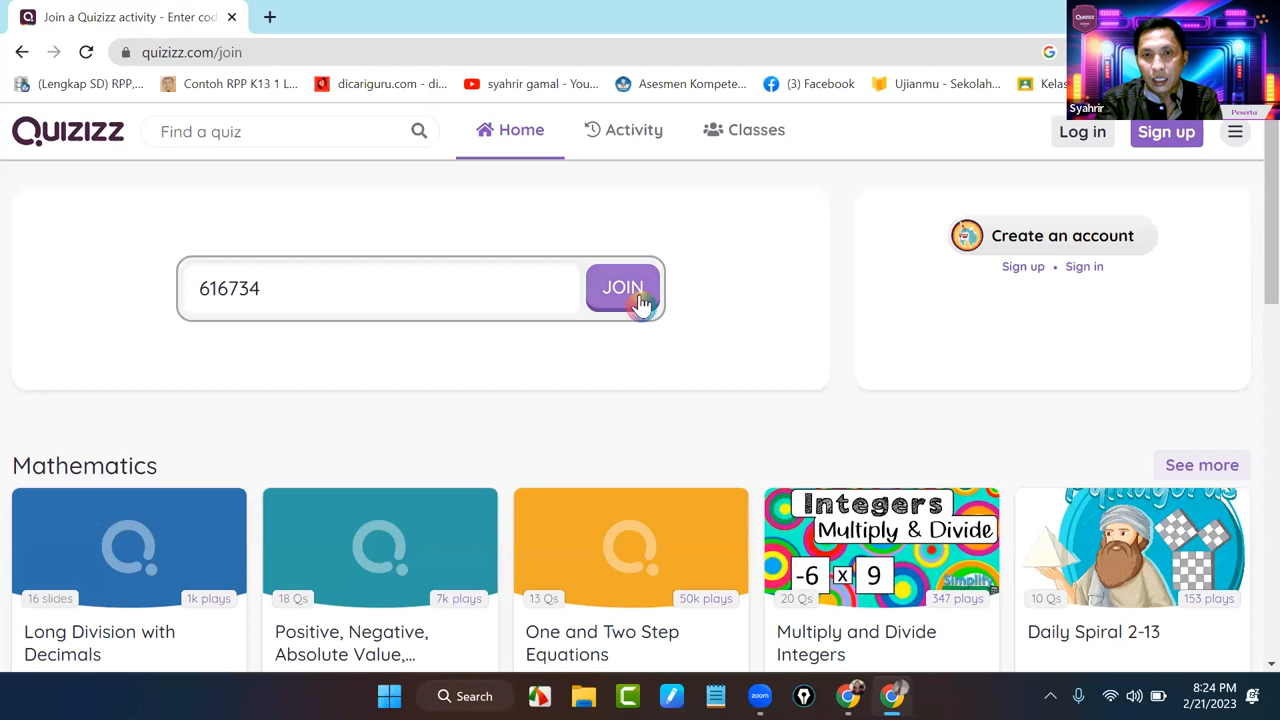 Join a Quizizz activity - Enter cod
quizizz.com/join
(Lengkap SD) RPP,...
Contoh RPP K13 1 L...
dicariguru.com - di...
syahrir gamal - You...
Asesmen Kompete...
(3) Facebook
Ujianmu - Sekolah...
Kelas
Quizizz
Syahrir
Peserta
Quizizz
Find a quiz
Home
Activity
Classes
Log in
Sign up
616734
JOIN
Create an account
Sign up • Sign in
Mathematics
See more
Integers
Multiply & Divide
-6 x 9
Simplify
16 slides
1k plays
18 Qs
7k plays
13 Qs
50k plays
20 Qs
347 plays
10 Qs
153 plays
Long Division with
Decimals
Positive, Negative,
Absolute Value,...
One and Two Step
Equations
Multiply and Divide
Integers
Daily Spiral 2-13
Search
zoom
8:24 PM
2/21/2023